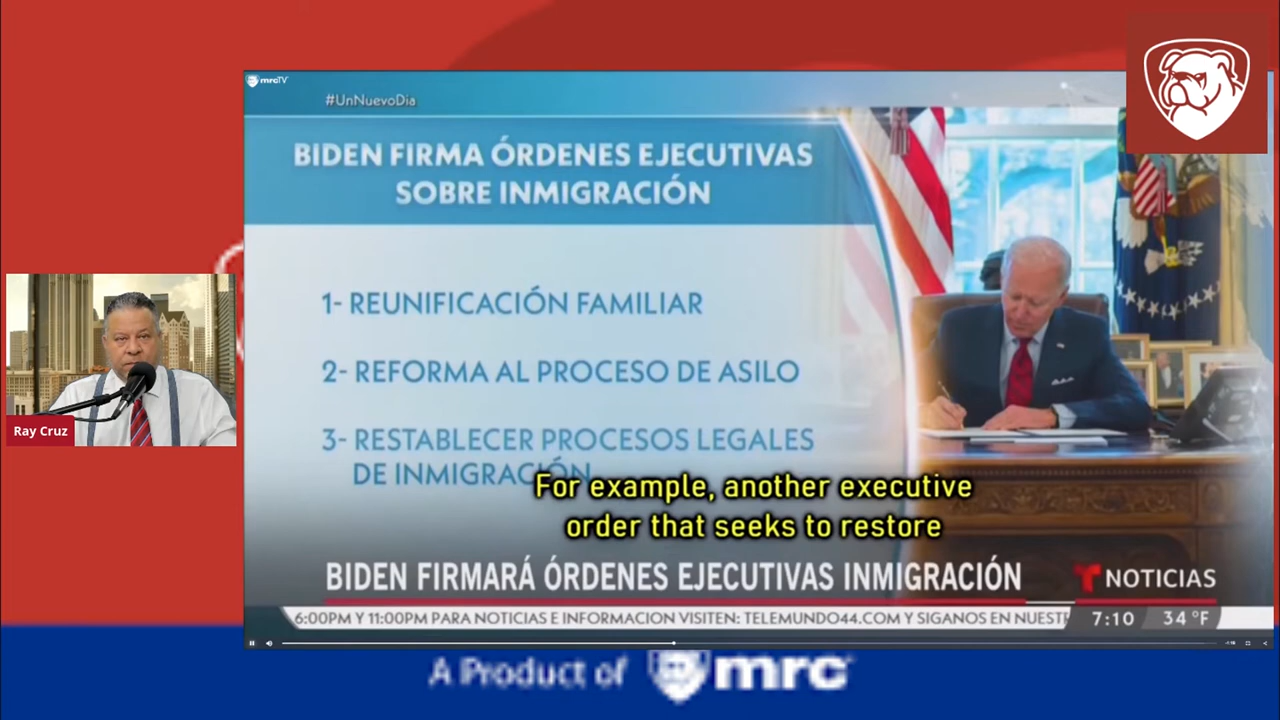 mrcTV
#UnNuevoDia
BIDEN FIRMA ÓRDENES EJECUTIVAS
SOBRE INMIGRACIÓN
1- REUNIFICACIÓN FAMILIAR
2- REFORMA AL PROCESO DE ASILO
3- RESTABLECER PROCESOS LEGALES
DE INMIGRACIÓN
Ray Cruz
For example, another executive
order that seeks to restore
BIDEN FIRMARÁ ÓRDENES EJECUTIVAS INMIGRACIÓN
NOTICIAS
6:00PM Y 11:00PM PARA NOTICIAS E INFORMACION VISITEN: TELEMUNDO44.COM Y SIGANOS EN NUEST
7:10 34 °F
A Product of mrc